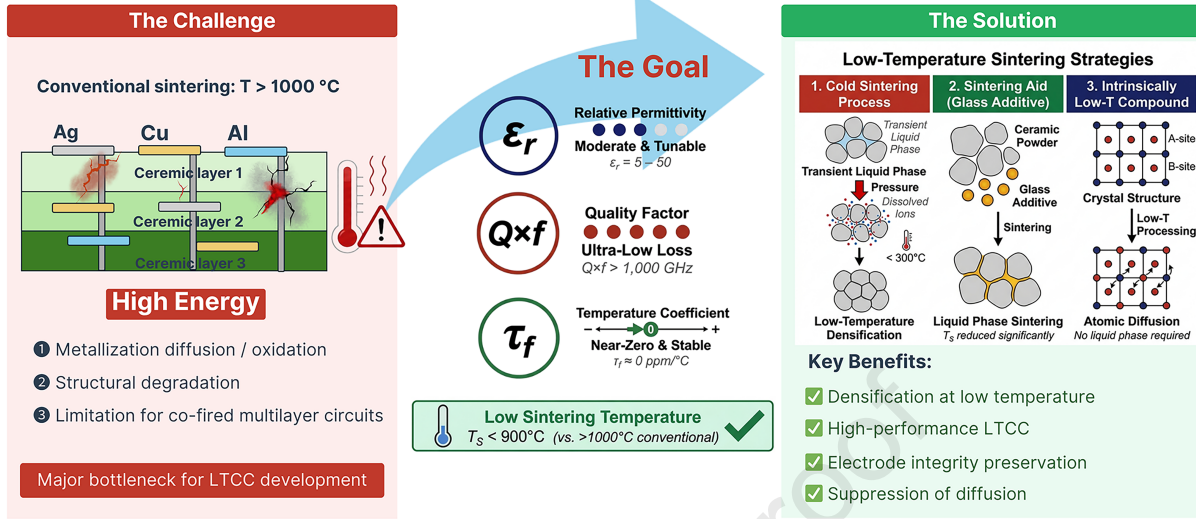 The Challenge
Conventional sintering: T > 1000 °C
Ag
Cu
Al
Ceremic layer 1
Ceremic layer 2
Ceremic layer 3
!
High Energy
1 Metallization diffusion / oxidation
2 Structural degradation
3 Limitation for co-fired multilayer circuits
Major bottleneck for LTCC development
The Goal
εr
Relative Permittivity
Moderate & Tunable
εr = 5 – 50
Q×f
Quality Factor
Ultra-Low Loss
Q×f > 1,000 GHz
τf
Temperature Coefficient
− 0 +
Near-Zero & Stable
τf ≈ 0 ppm/°C
Low Sintering Temperature
TS < 900°C (vs. >1000°C conventional)
The Solution
Low-Temperature Sintering Strategies
1. Cold Sintering
Process
Transient
Liquid
Phase
Transient Liquid Phase
Pressure
Dissolved
Ions
< 300°C
Low-Temperature
Densification
2. Sintering Aid
(Glass Additive)
Ceramic
Powder
Glass
Additive
Sintering
Liquid Phase Sintering
TS reduced significantly
3. Intrinsically
Low-T Compound
A-site
B-site
Crystal Structure
Low-T
Processing
Atomic Diffusion
No liquid phase required
Key Benefits:
Densification at low temperature
High-performance LTCC
Electrode integrity preservation
Suppression of diffusion
roof